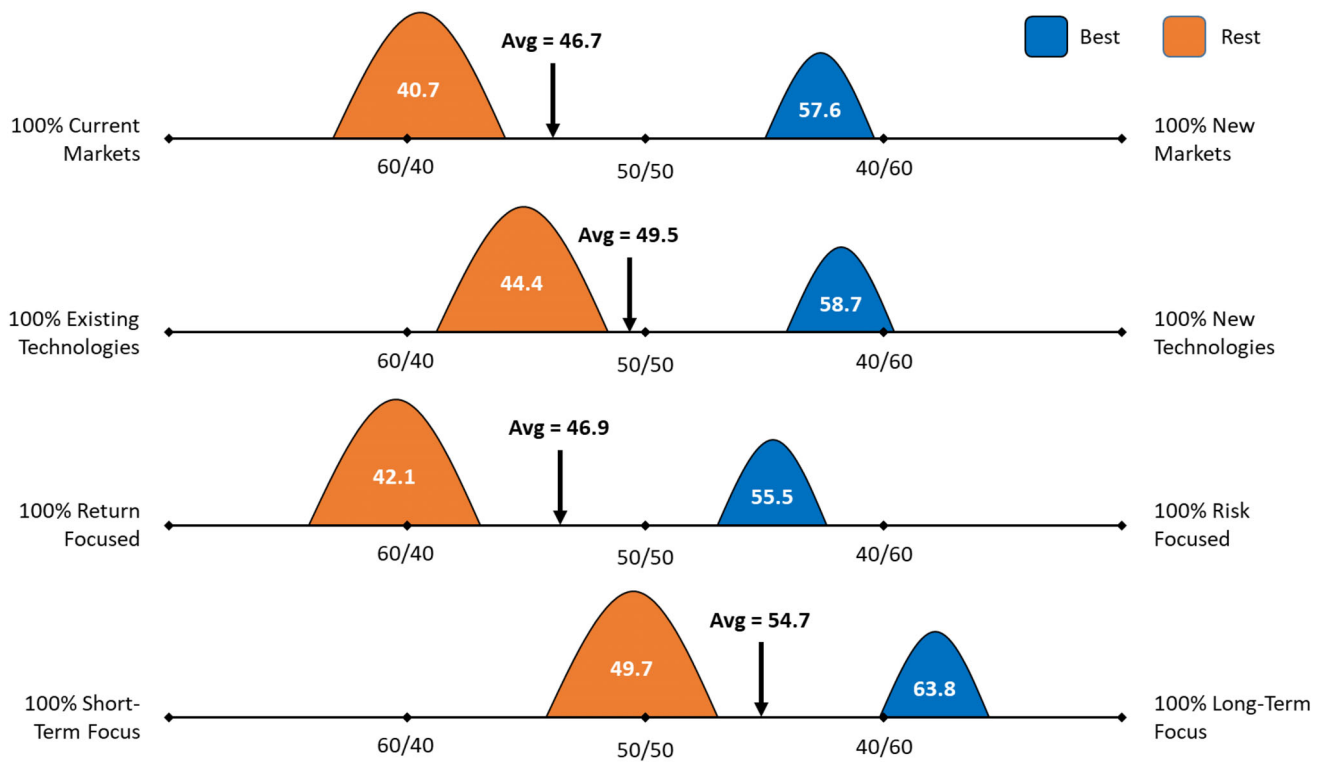 Avg = 46.7
Best
Rest
40.7
57.6
100% Current
Markets
100% New
Markets
60/40
50/50
40/60
Avg = 49.5
44.4
58.7
100% Existing
Technologies
100% New
Technologies
60/40
50/50
40/60
Avg = 46.9
42.1
55.5
100% Return
Focused
100% Risk
Focused
60/40
50/50
40/60
Avg = 54.7
49.7
63.8
100% Short-
Term Focus
100% Long-Term
Focus
60/40
50/50
40/60